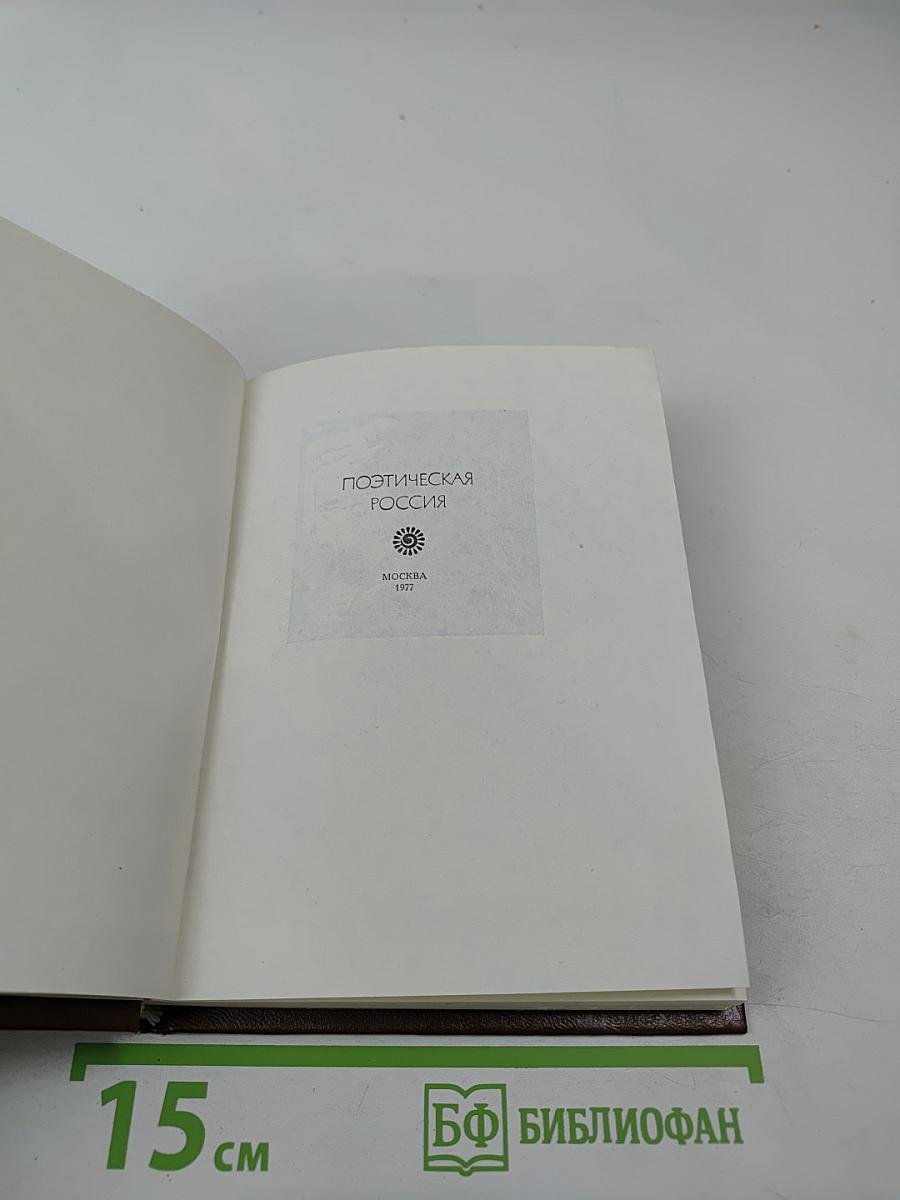 ПОЭТИЧЕСКАЯ
РОССИЯ
МОСКВА
1977
15 см
БФ БИБЛИОФАН